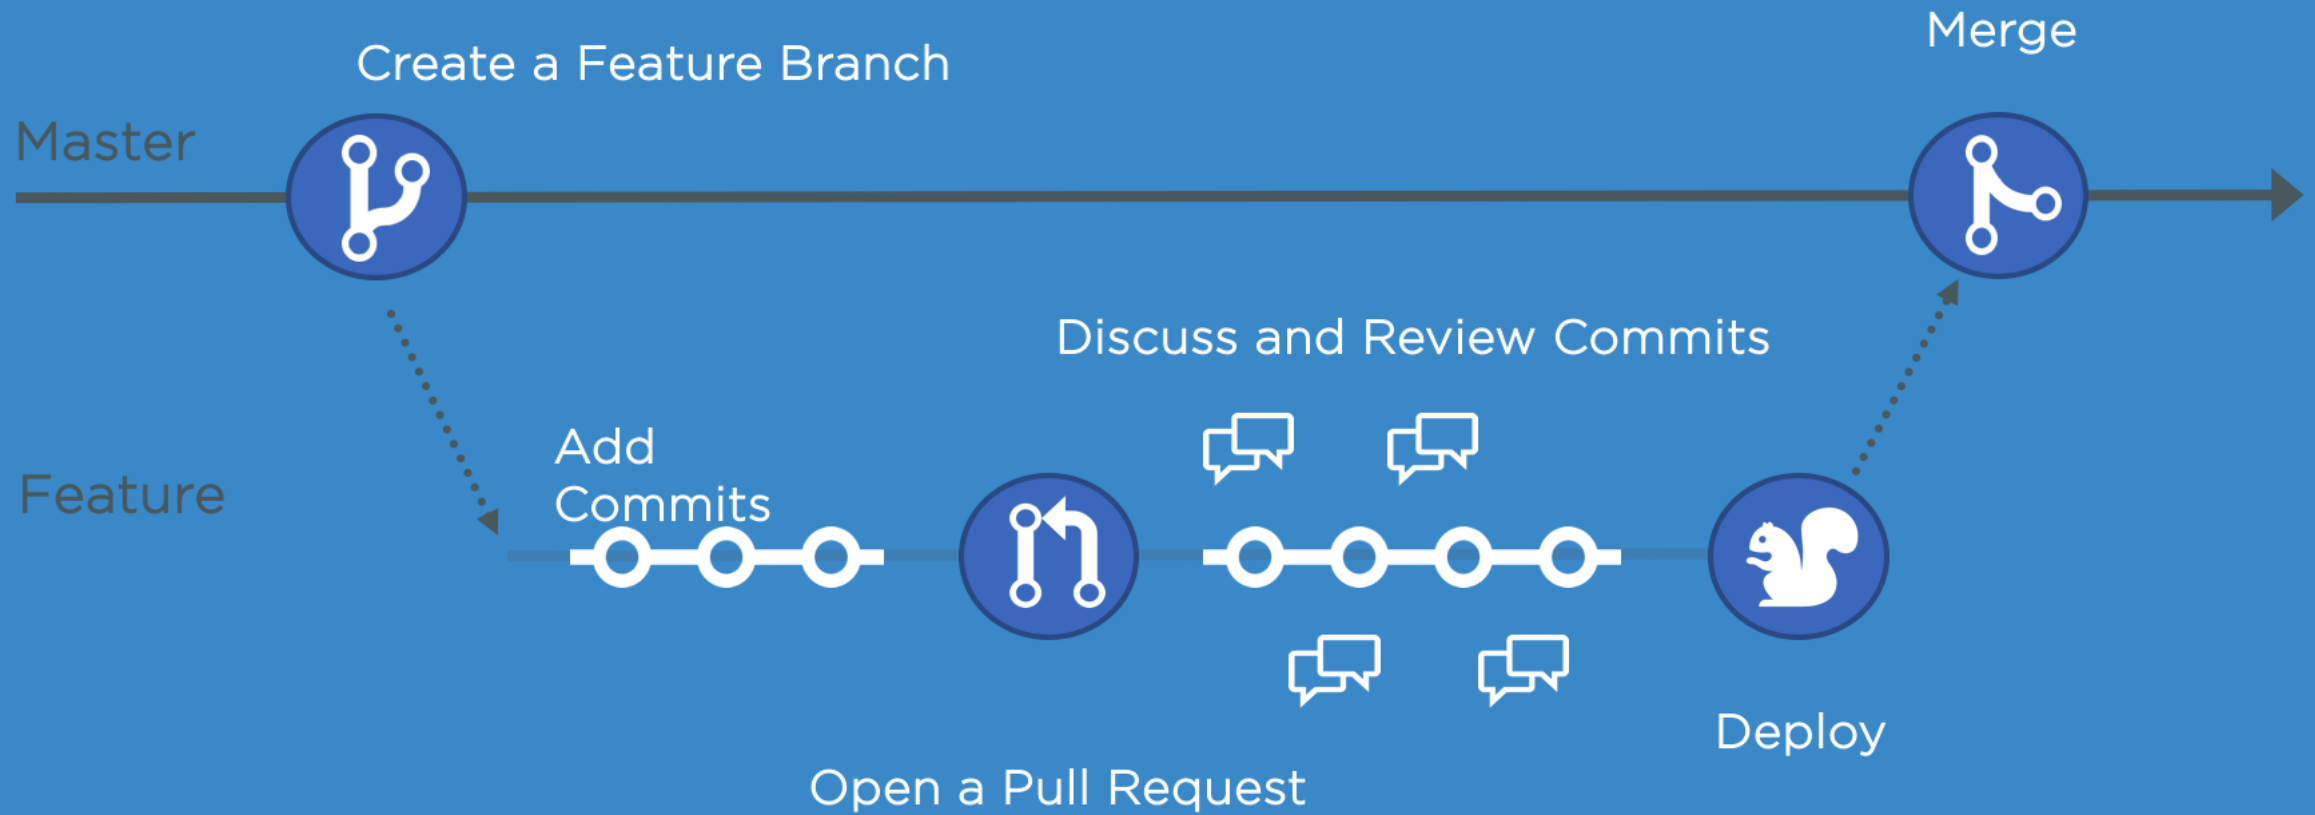 Merge
Create a Feature Branch
Master
Discuss and Review Commits
Add
Commits
Feature
Deploy
Open a Pull Request